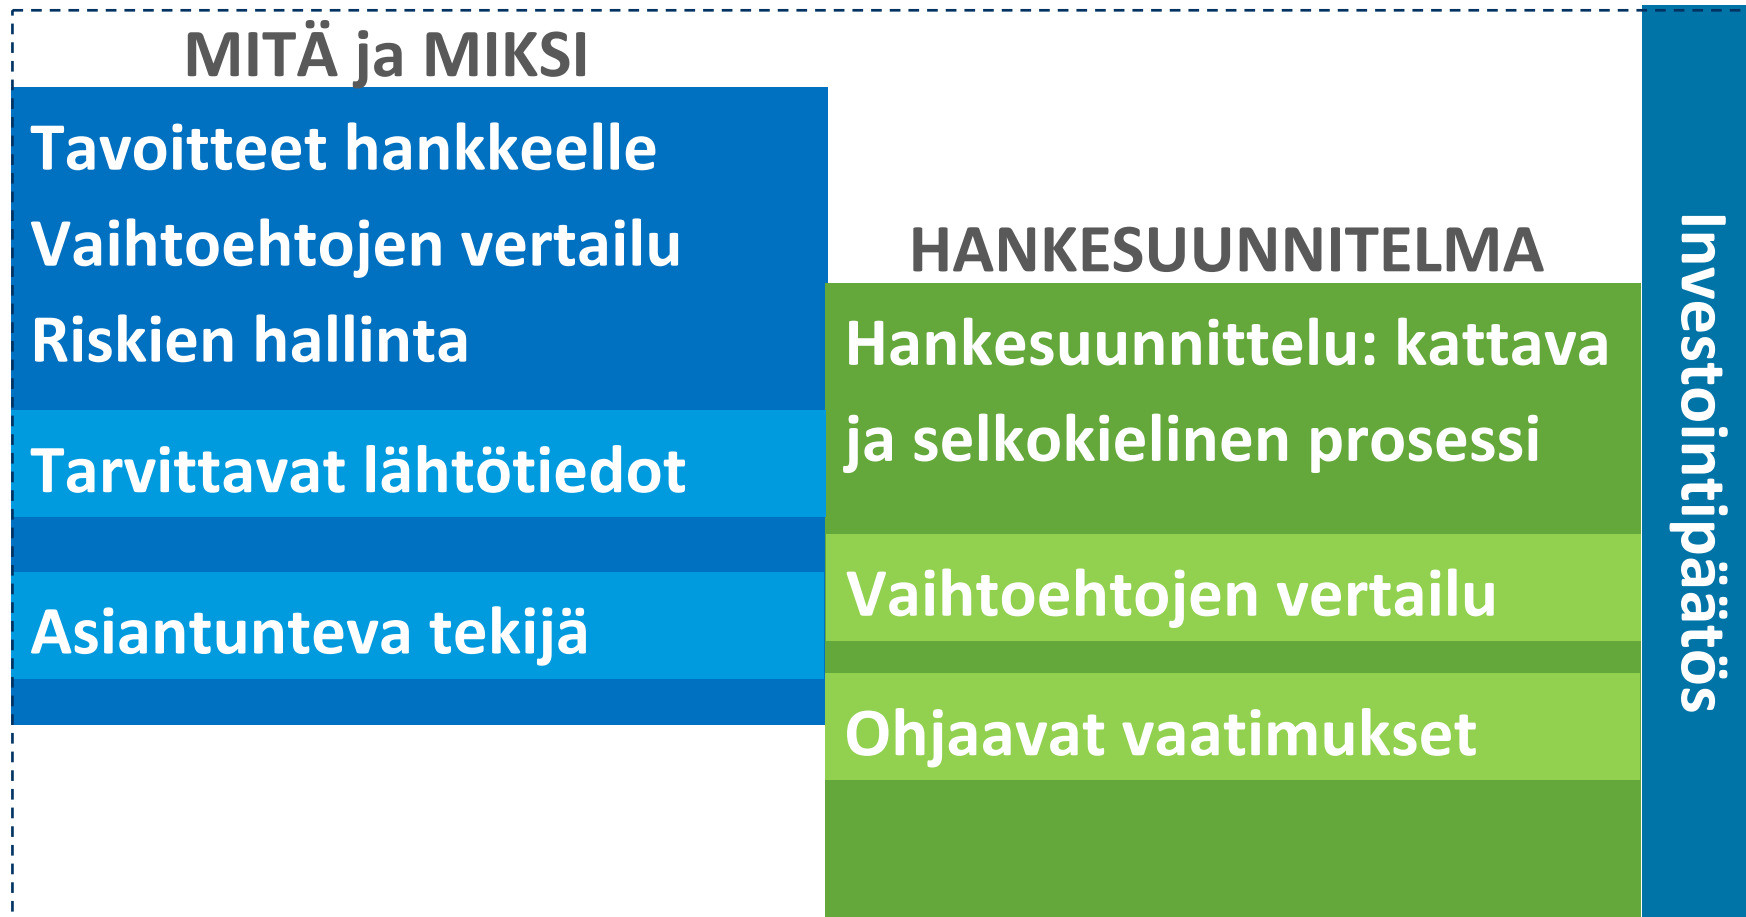 MITÄ ja MIKSI
Tavoitteet hankkeelle
Vaihtoehtojen vertailu
Riskien hallinta
Tarvittavat lähtötiedot
Asiantunteva tekijä
HANKESUUNNITELMA
Hankesuunnittelu: kattava
ja selkokielinen prosessi
Vaihtoehtojen vertailu
Ohjaavat vaatimukset
Investointipäätös